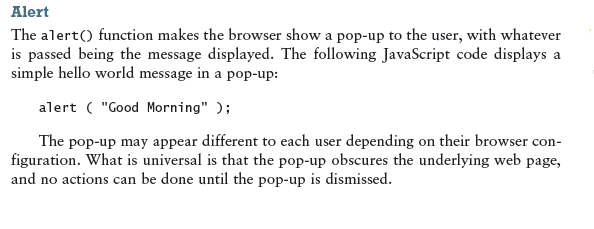 Alert
The alert() function makes the browser show a pop-up to the user, with whatever
is passed being the message displayed. The following JavaScript code displays a
simple hello world message in a pop-up:
alert ( "Good Morning" );
The pop-up may appear different to each user depending on their browser con-
figuration. What is universal is that the pop-up obscures the underlying web page,
and no actions can be done until the pop-up is dismissed.